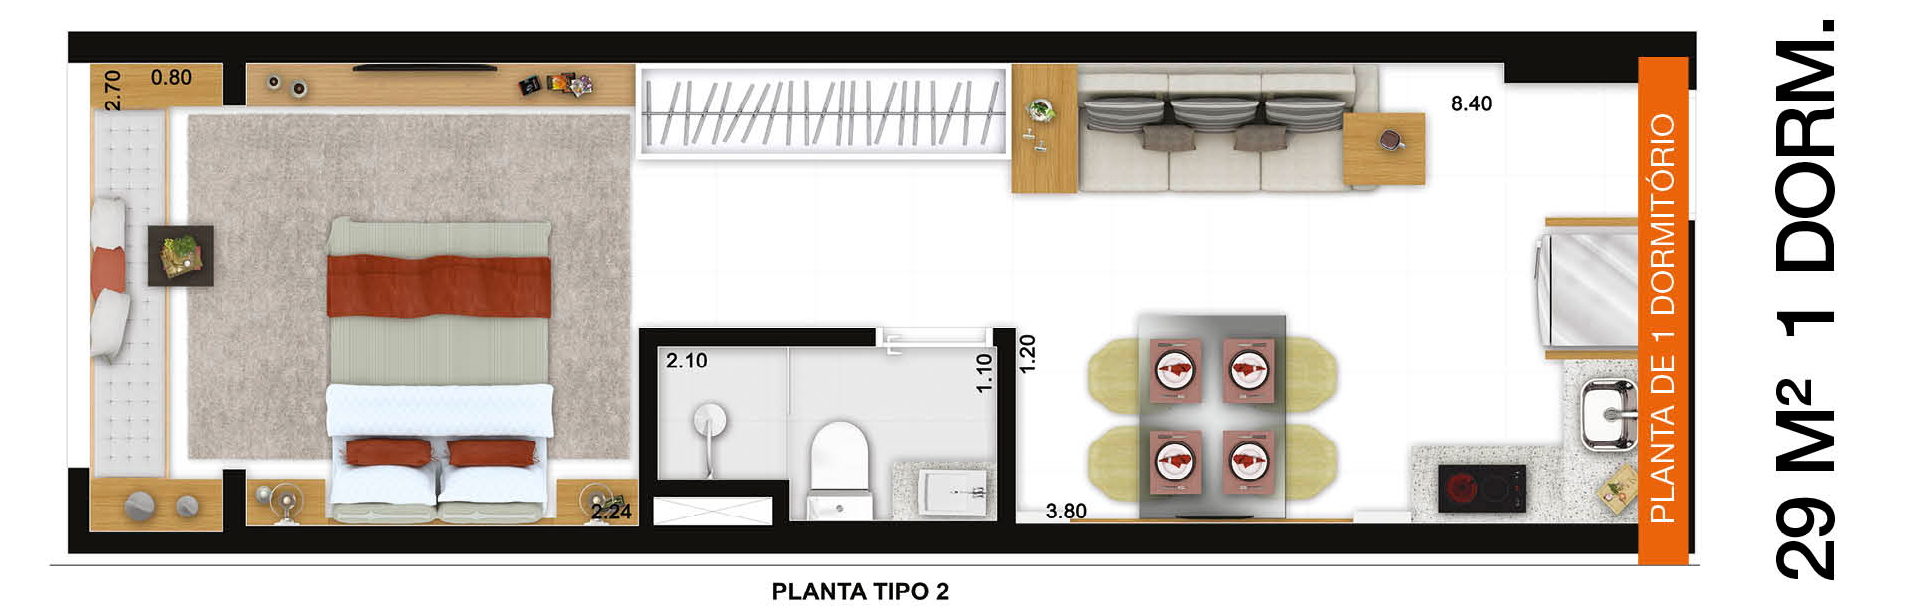 2.70
0.80
8.40
2.10
1.10
1.20
2.24
3.80
PLANTA DE 1 DORMITÓRIO
29 M² 1 DORM.
PLANTA TIPO 2